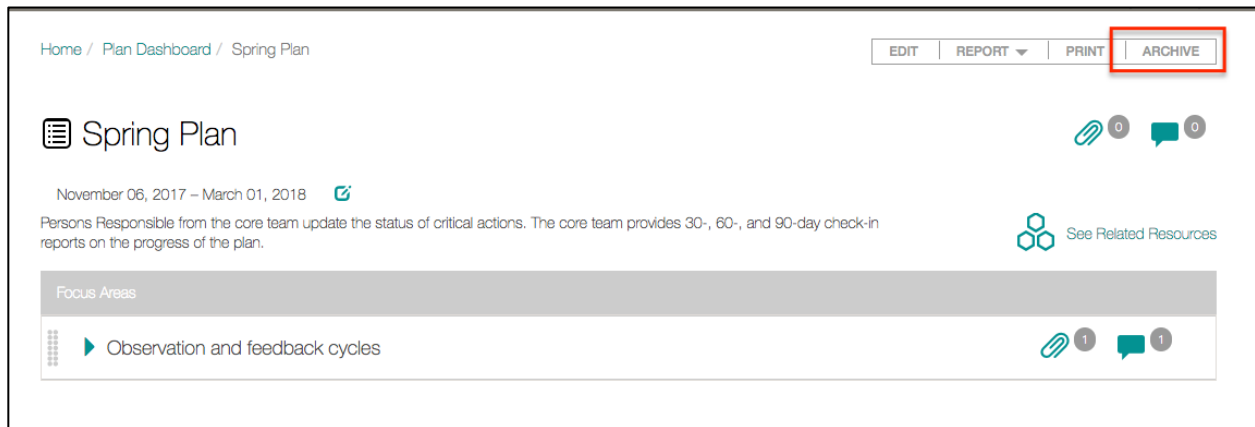 Home / Plan Dashboard / Spring Plan
EDIT REPORT PRINT ARCHIVE
Spring Plan
0 0
November 06, 2017 – March 01, 2018
Persons Responsible from the core team update the status of critical actions. The core team provides 30-, 60-, and 90-day check-in
reports on the progress of the plan.
See Related Resources
Focus Areas
Observation and feedback cycles
1 1